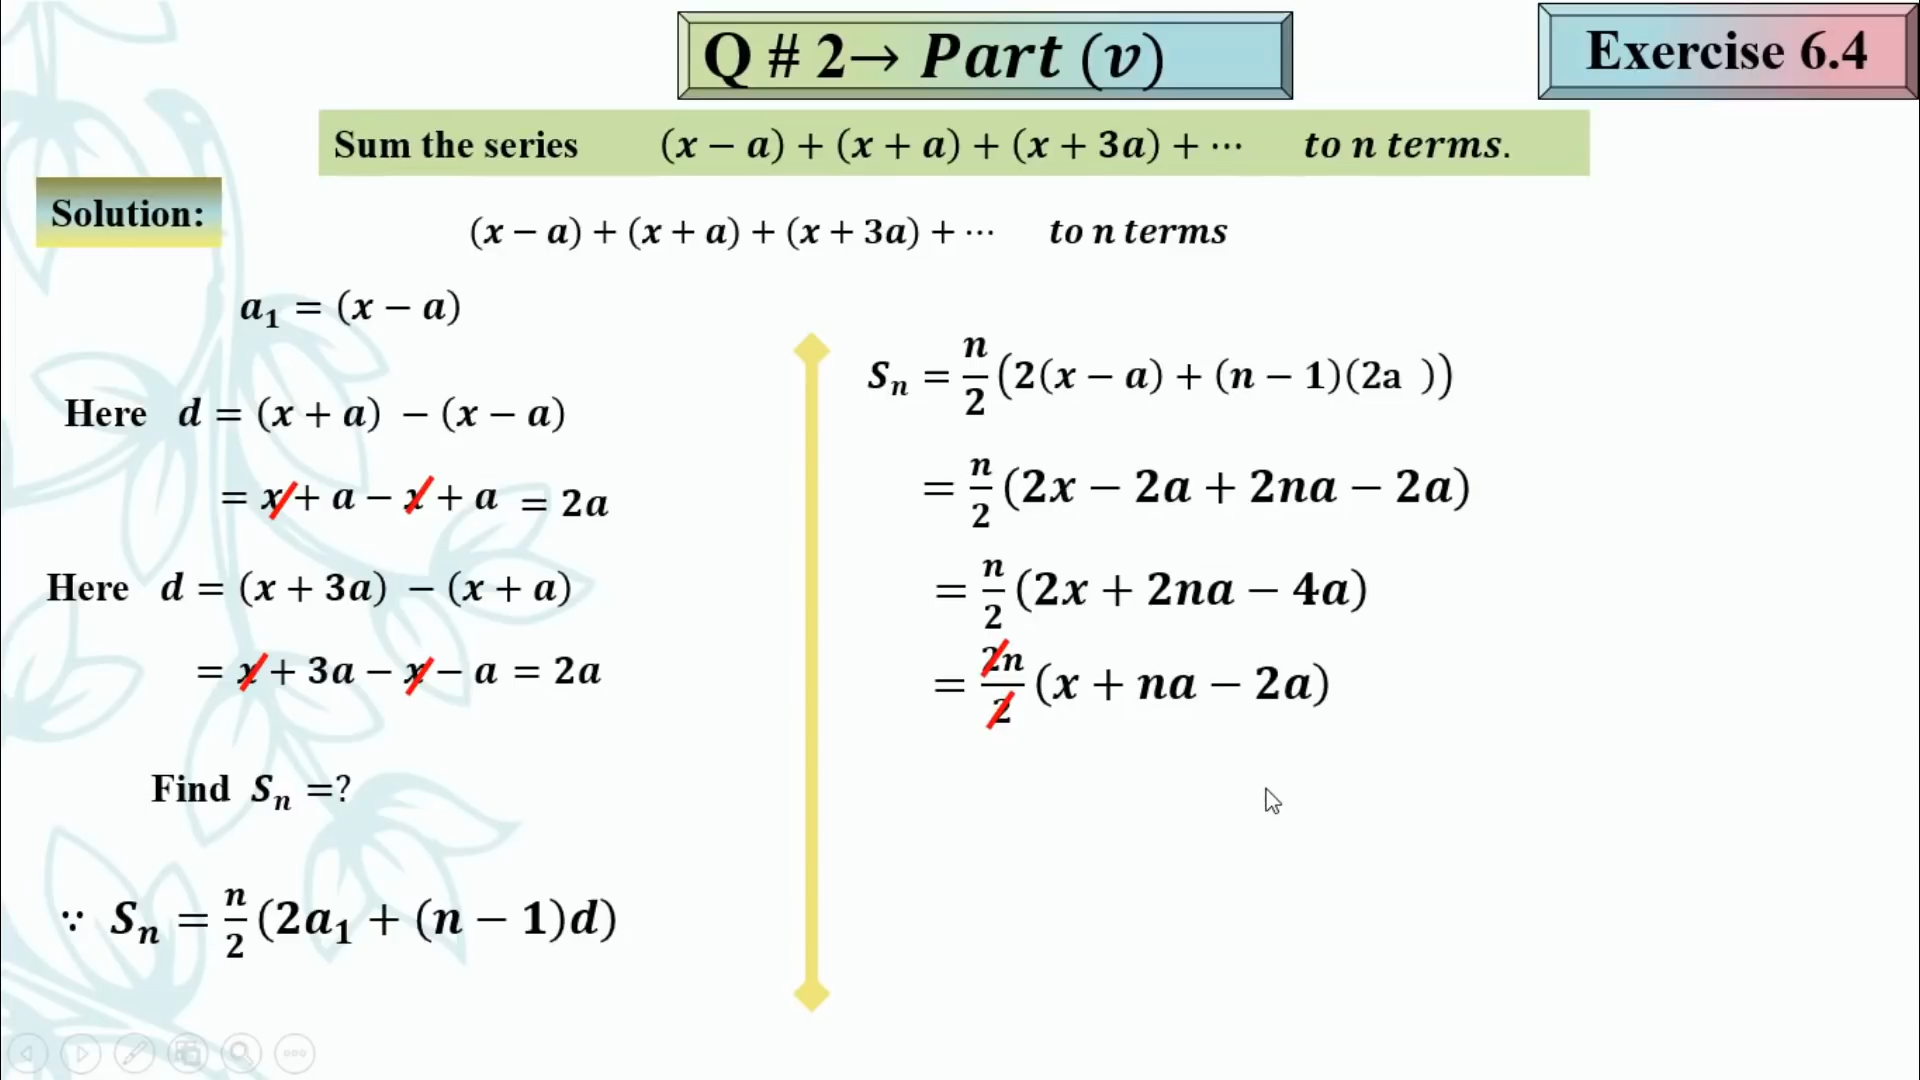 Q # 2→ Part (v)
Exercise 6.4
Sum the series (x − a) + (x + a) + (x + 3a) + ⋯ to n terms.
Solution:
(x − a) + (x + a) + (x + 3a) + ⋯ to n terms
a₁ = (x − a)
Here d = (x + a) − (x − a)
= x + a − x + a = 2a
Here d = (x + 3a) − (x + a)
= x + 3a − x − a = 2a
Find Sₙ =?
∵ Sₙ = n/2 (2a₁ + (n − 1)d)
Sₙ = n/2 (2(x − a) + (n − 1)(2a ))
= n/2 (2x − 2a + 2na − 2a)
= n/2 (2x + 2na − 4a)
= 2n/2 (x + na − 2a)